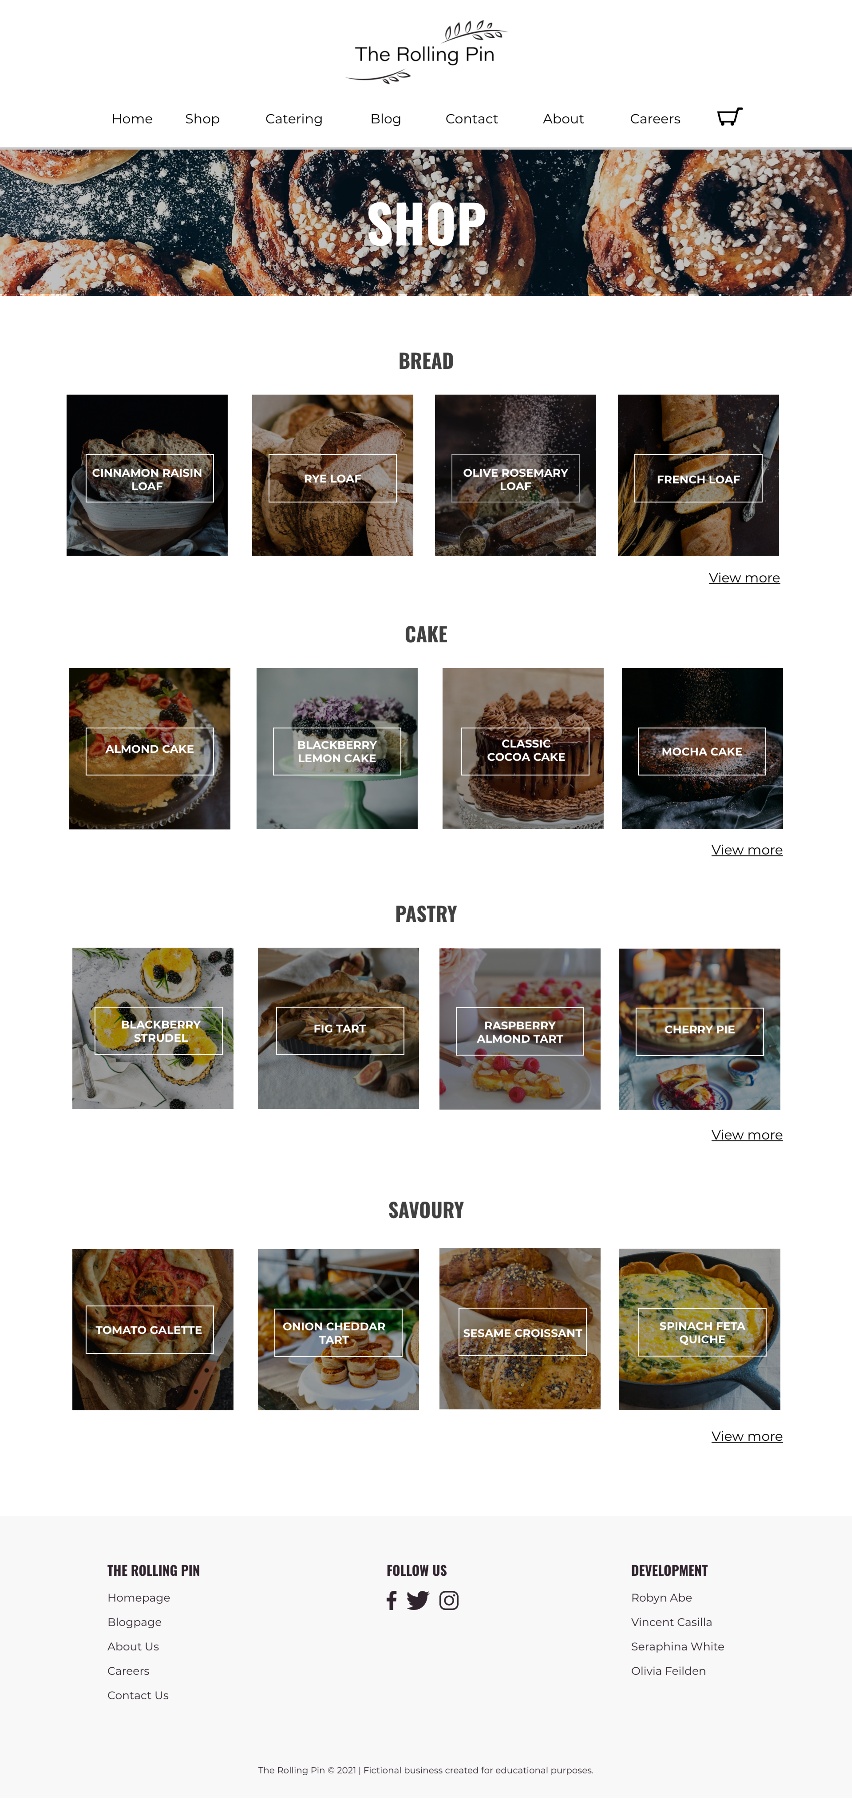 The Rolling Pin
Home Shop Catering Blog Contact About Careers
SHOP
BREAD
CINNAMON RAISIN
LOAF
RYE LOAF
OLIVE ROSEMARY
LOAF
FRENCH LOAF
View more
CAKE
ALMOND CAKE
BLACKBERRY
LEMON CAKE
CLASSIC
COCOA CAKE
MOCHA CAKE
View more
PASTRY
BLACKBERRY
STRUDEL
FIG TART
RASPBERRY
ALMOND TART
CHERRY PIE
View more
SAVOURY
TOMATO GALETTE
ONION CHEDDAR
TART
SESAME CROISSANT
SPINACH FETA
QUICHE
View more
THE ROLLING PIN
Homepage
Blogpage
About Us
Careers
Contact Us
FOLLOW US
DEVELOPMENT
Robyn Abe
Vincent Casilla
Seraphina White
Olivia Feilden
The Rolling Pin © 2021 | Fictional business created for educational purposes.